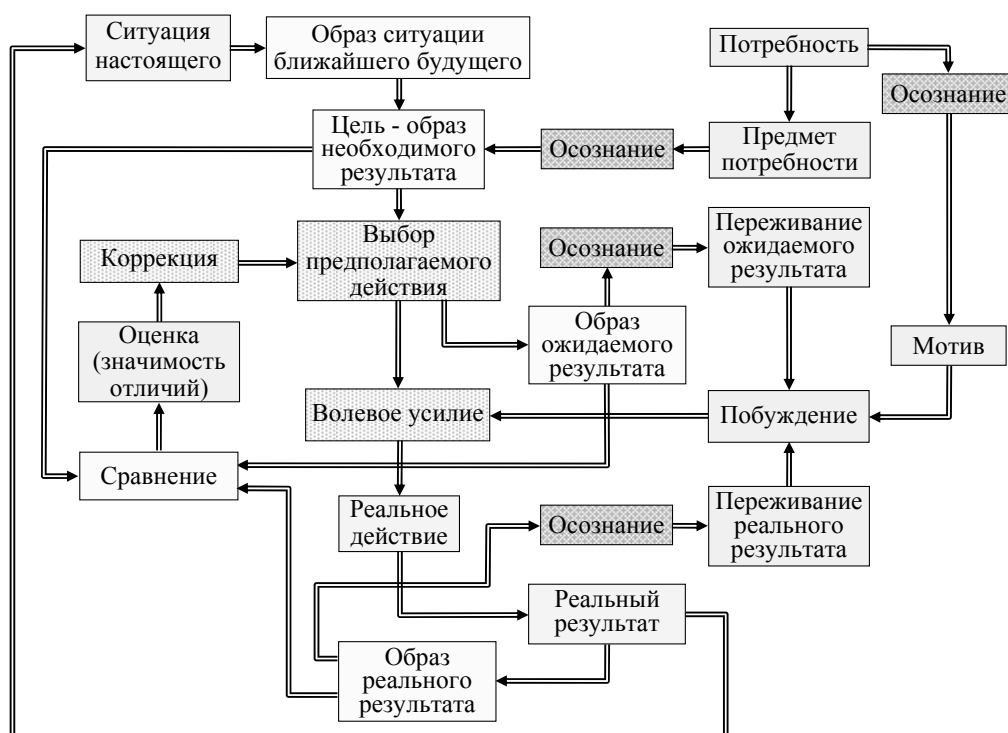 Ситуация
настоящего
Образ ситуации
ближайшего будущего
Потребность
Осознание
Цель - образ
необходимого
результата
Осознание
Предмет
потребности
Коррекция
Выбор
предполагаемого
действия
Осознание
Переживание
ожидаемого
результата
Оценка
(значимость
отличий)
Образ
ожидаемого
результата
Мотив
Волевое усилие
Побуждение
Сравнение
Реальное
действие
Осознание
Переживание
реального
результата
Реальный
результат
Образ
реального
результата